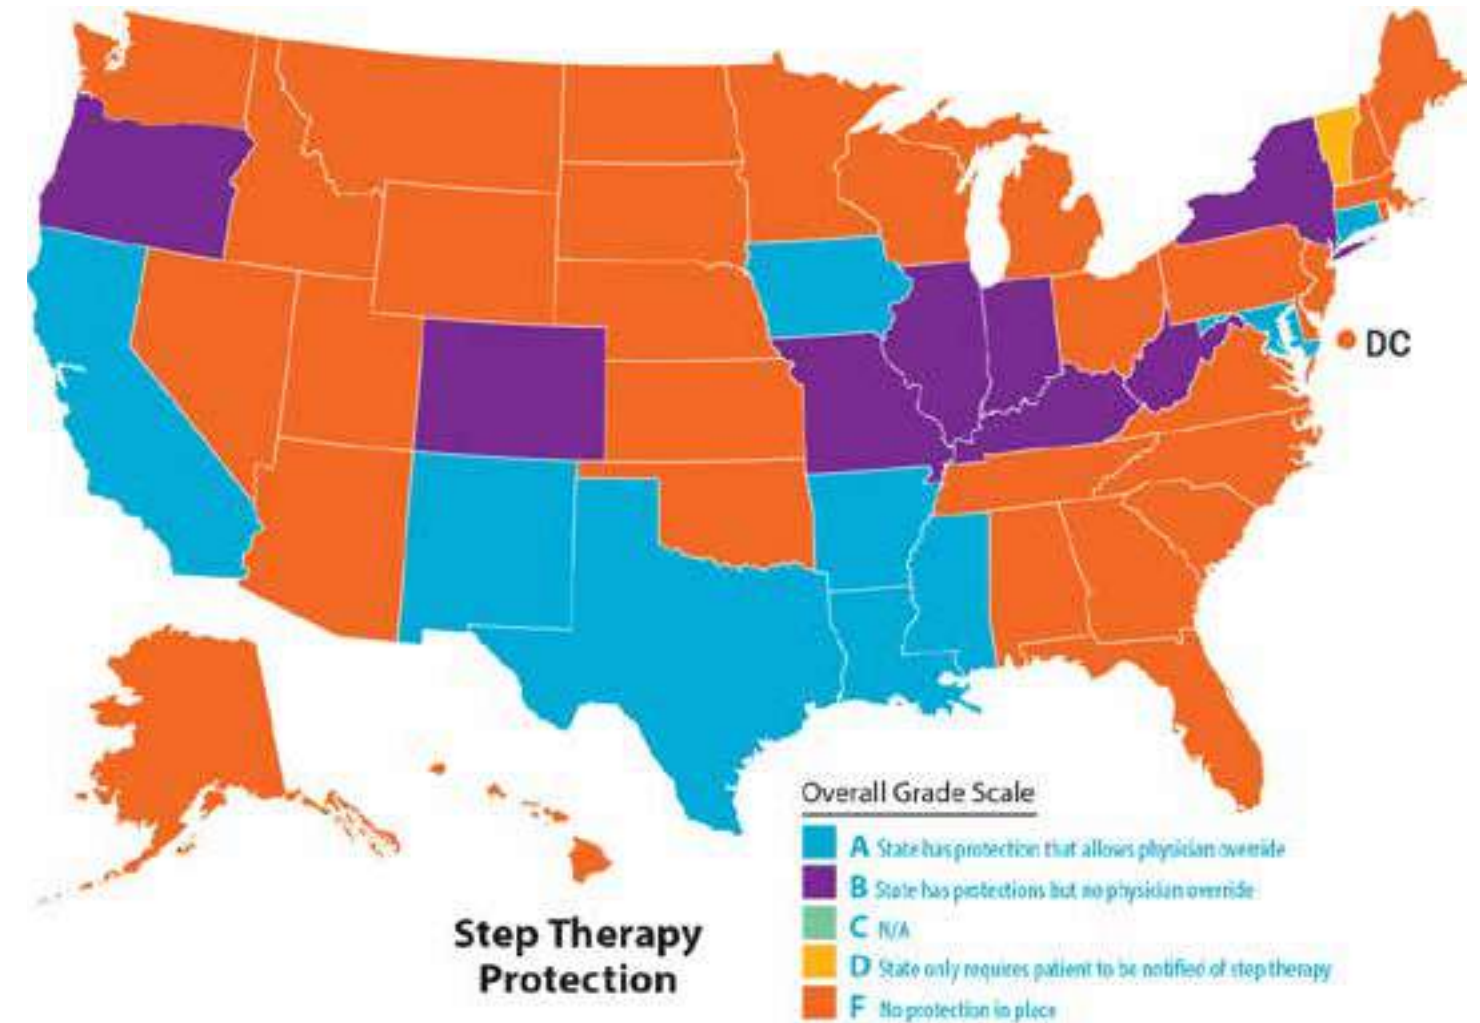 DC
Overall Grade Scale
A State has protection that allows physician override
B State has protections but no physician override
C N/A
D State only requires patient to be notified of step therapy
F No protection in place
Step Therapy
Protection